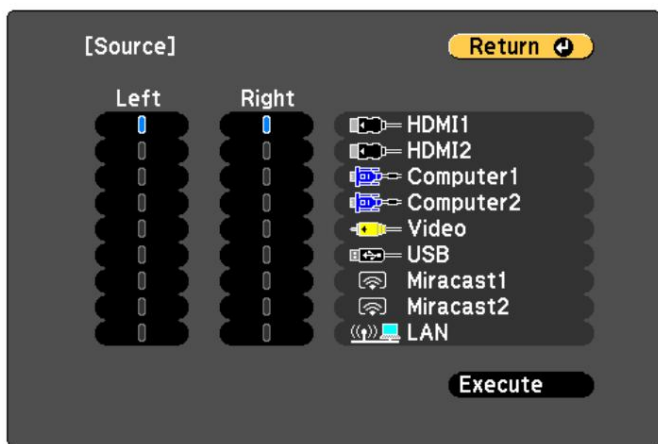 [Source]
Return
Left Right
HDMI1
HDMI2
Computer1
Computer2
Video
USB
Miracast1
Miracast2
LAN
Execute